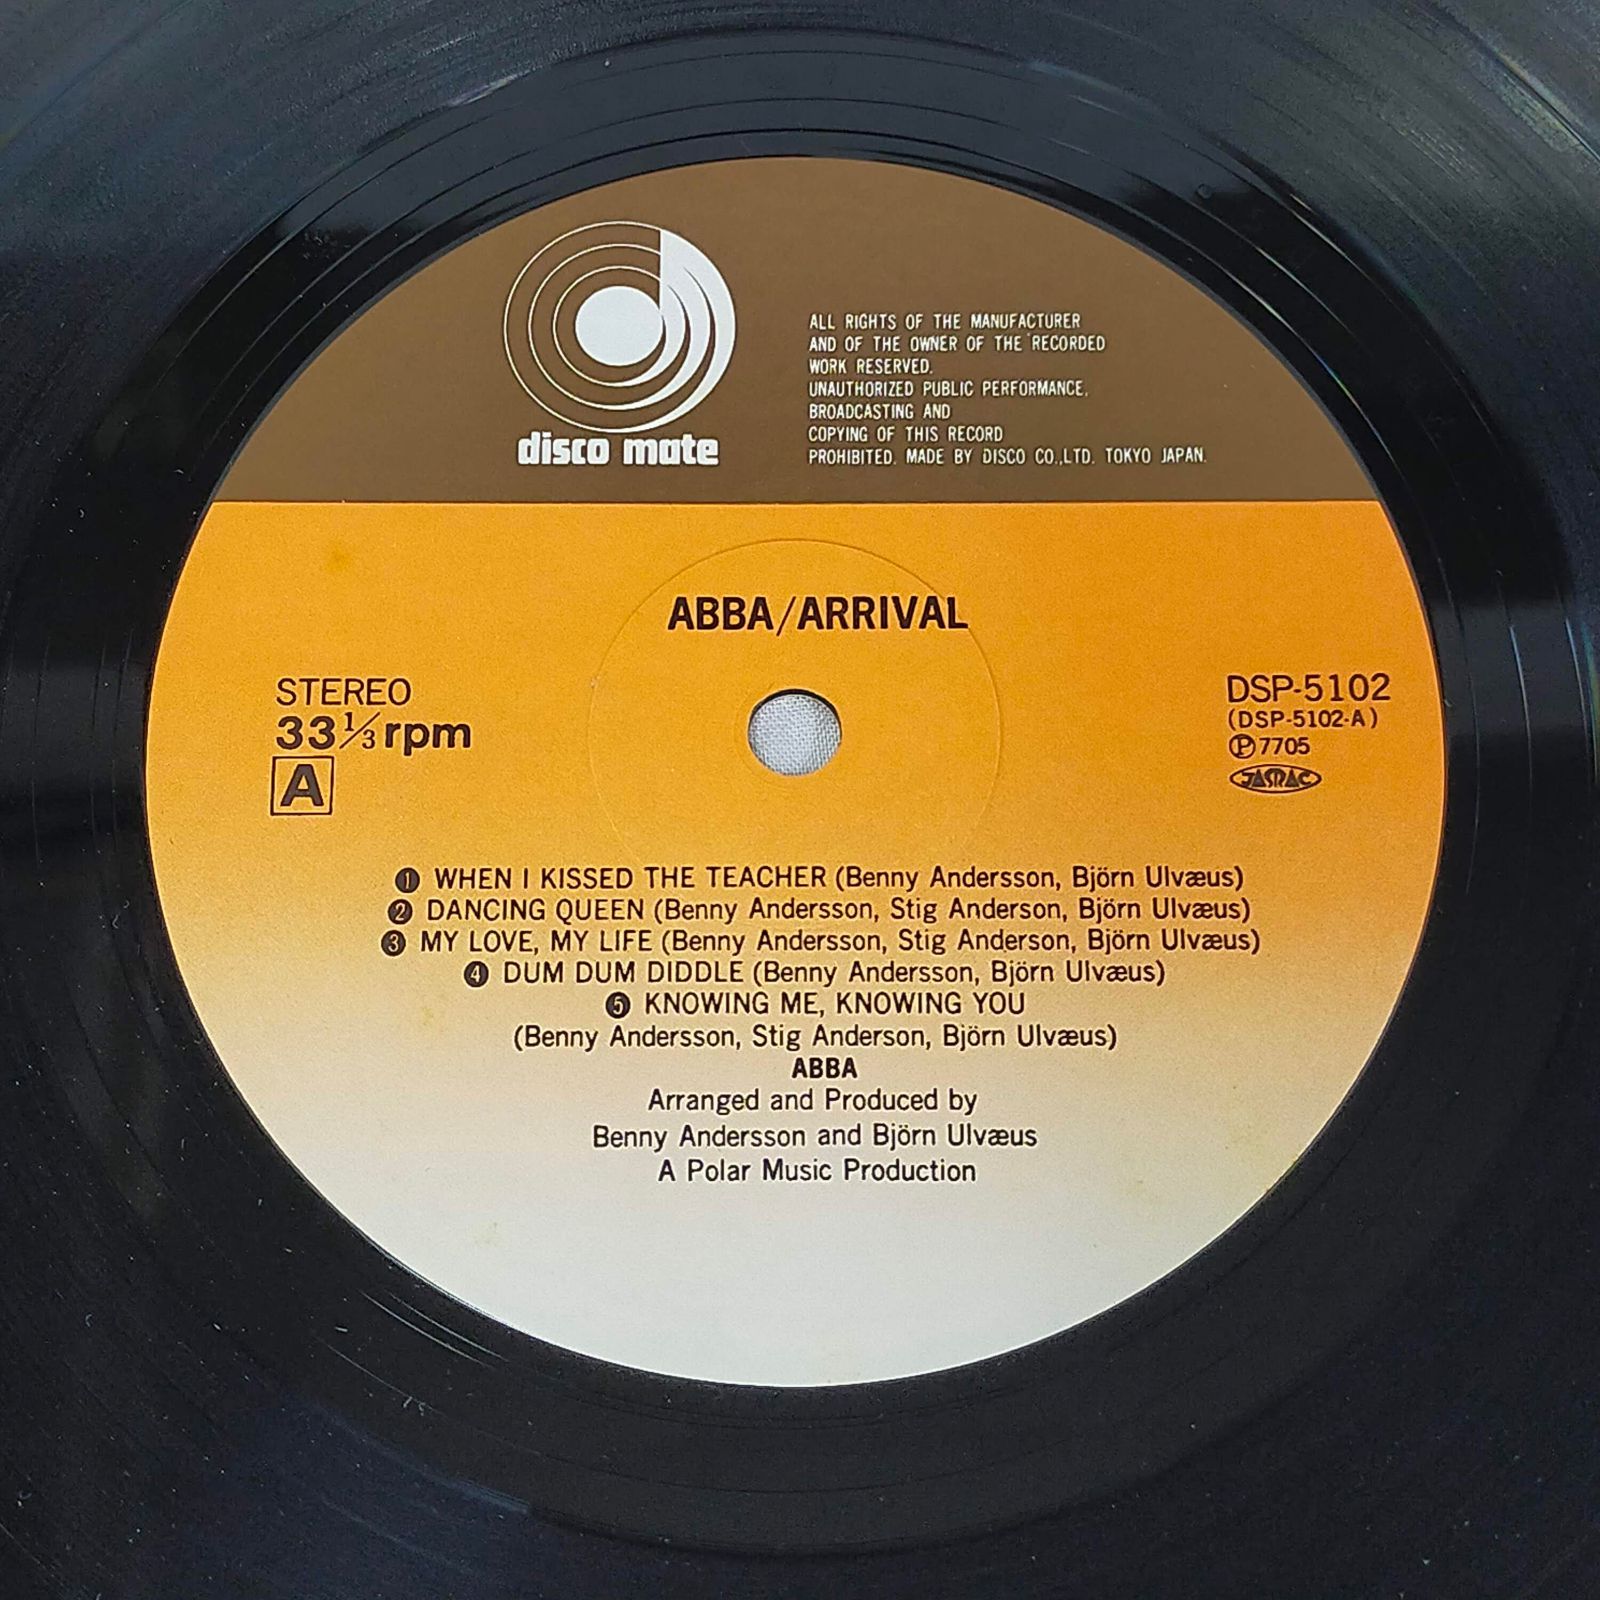 disco mate
ALL RIGHTS OF THE MANUFACTURER
AND OF THE OWNER OF THE RECORDED
WORK RESERVED.
UNAUTHORIZED PUBLIC PERFORMANCE,
BROADCASTING AND
COPYING OF THIS RECORD
PROHIBITED. MADE BY DISCO CO.,LTD. TOKYO JAPAN.
ABBA/ARRIVAL
STEREO
33 1/3 rpm
A
DSP-5102
(DSP-5102-A)
Ⓟ7705
JASRAC
❶ WHEN I KISSED THE TEACHER (Benny Andersson, Björn Ulvæus)
❷ DANCING QUEEN (Benny Andersson, Stig Anderson, Björn Ulvæus)
❸ MY LOVE, MY LIFE (Benny Andersson, Stig Anderson, Björn Ulvæus)
❹ DUM DUM DIDDLE (Benny Andersson, Björn Ulvæus)
❺ KNOWING ME, KNOWING YOU
(Benny Andersson, Stig Anderson, Björn Ulvæus)
ABBA
Arranged and Produced by
Benny Andersson and Björn Ulvæus
A Polar Music Production